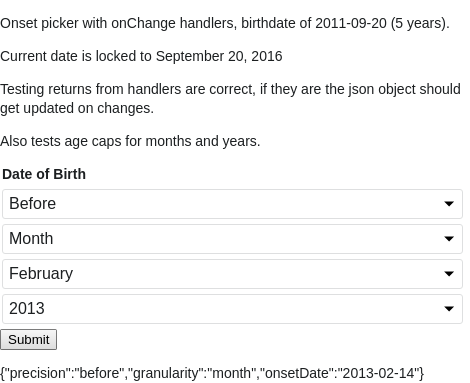 Onset picker with onChange handlers, birthdate of 2011-09-20 (5 years).
Current date is locked to September 20, 2016
Testing returns from handlers are correct, if they are the json object should
get updated on changes.
Also tests age caps for months and years.
Date of Birth
Before
Month
February
2013
Submit
{"precision":"before","granularity":"month","onsetDate":"2013-02-14"}